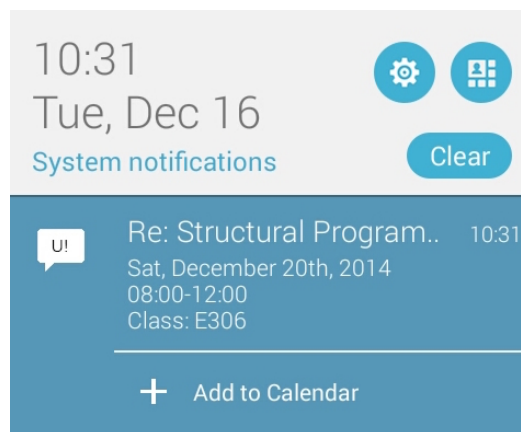 10:31
Tue, Dec 16
System notifications
Clear
U!
Re: Structural Program..
10:31
Sat, December 20th, 2014
08:00-12:00
Class: E306
+ Add to Calendar